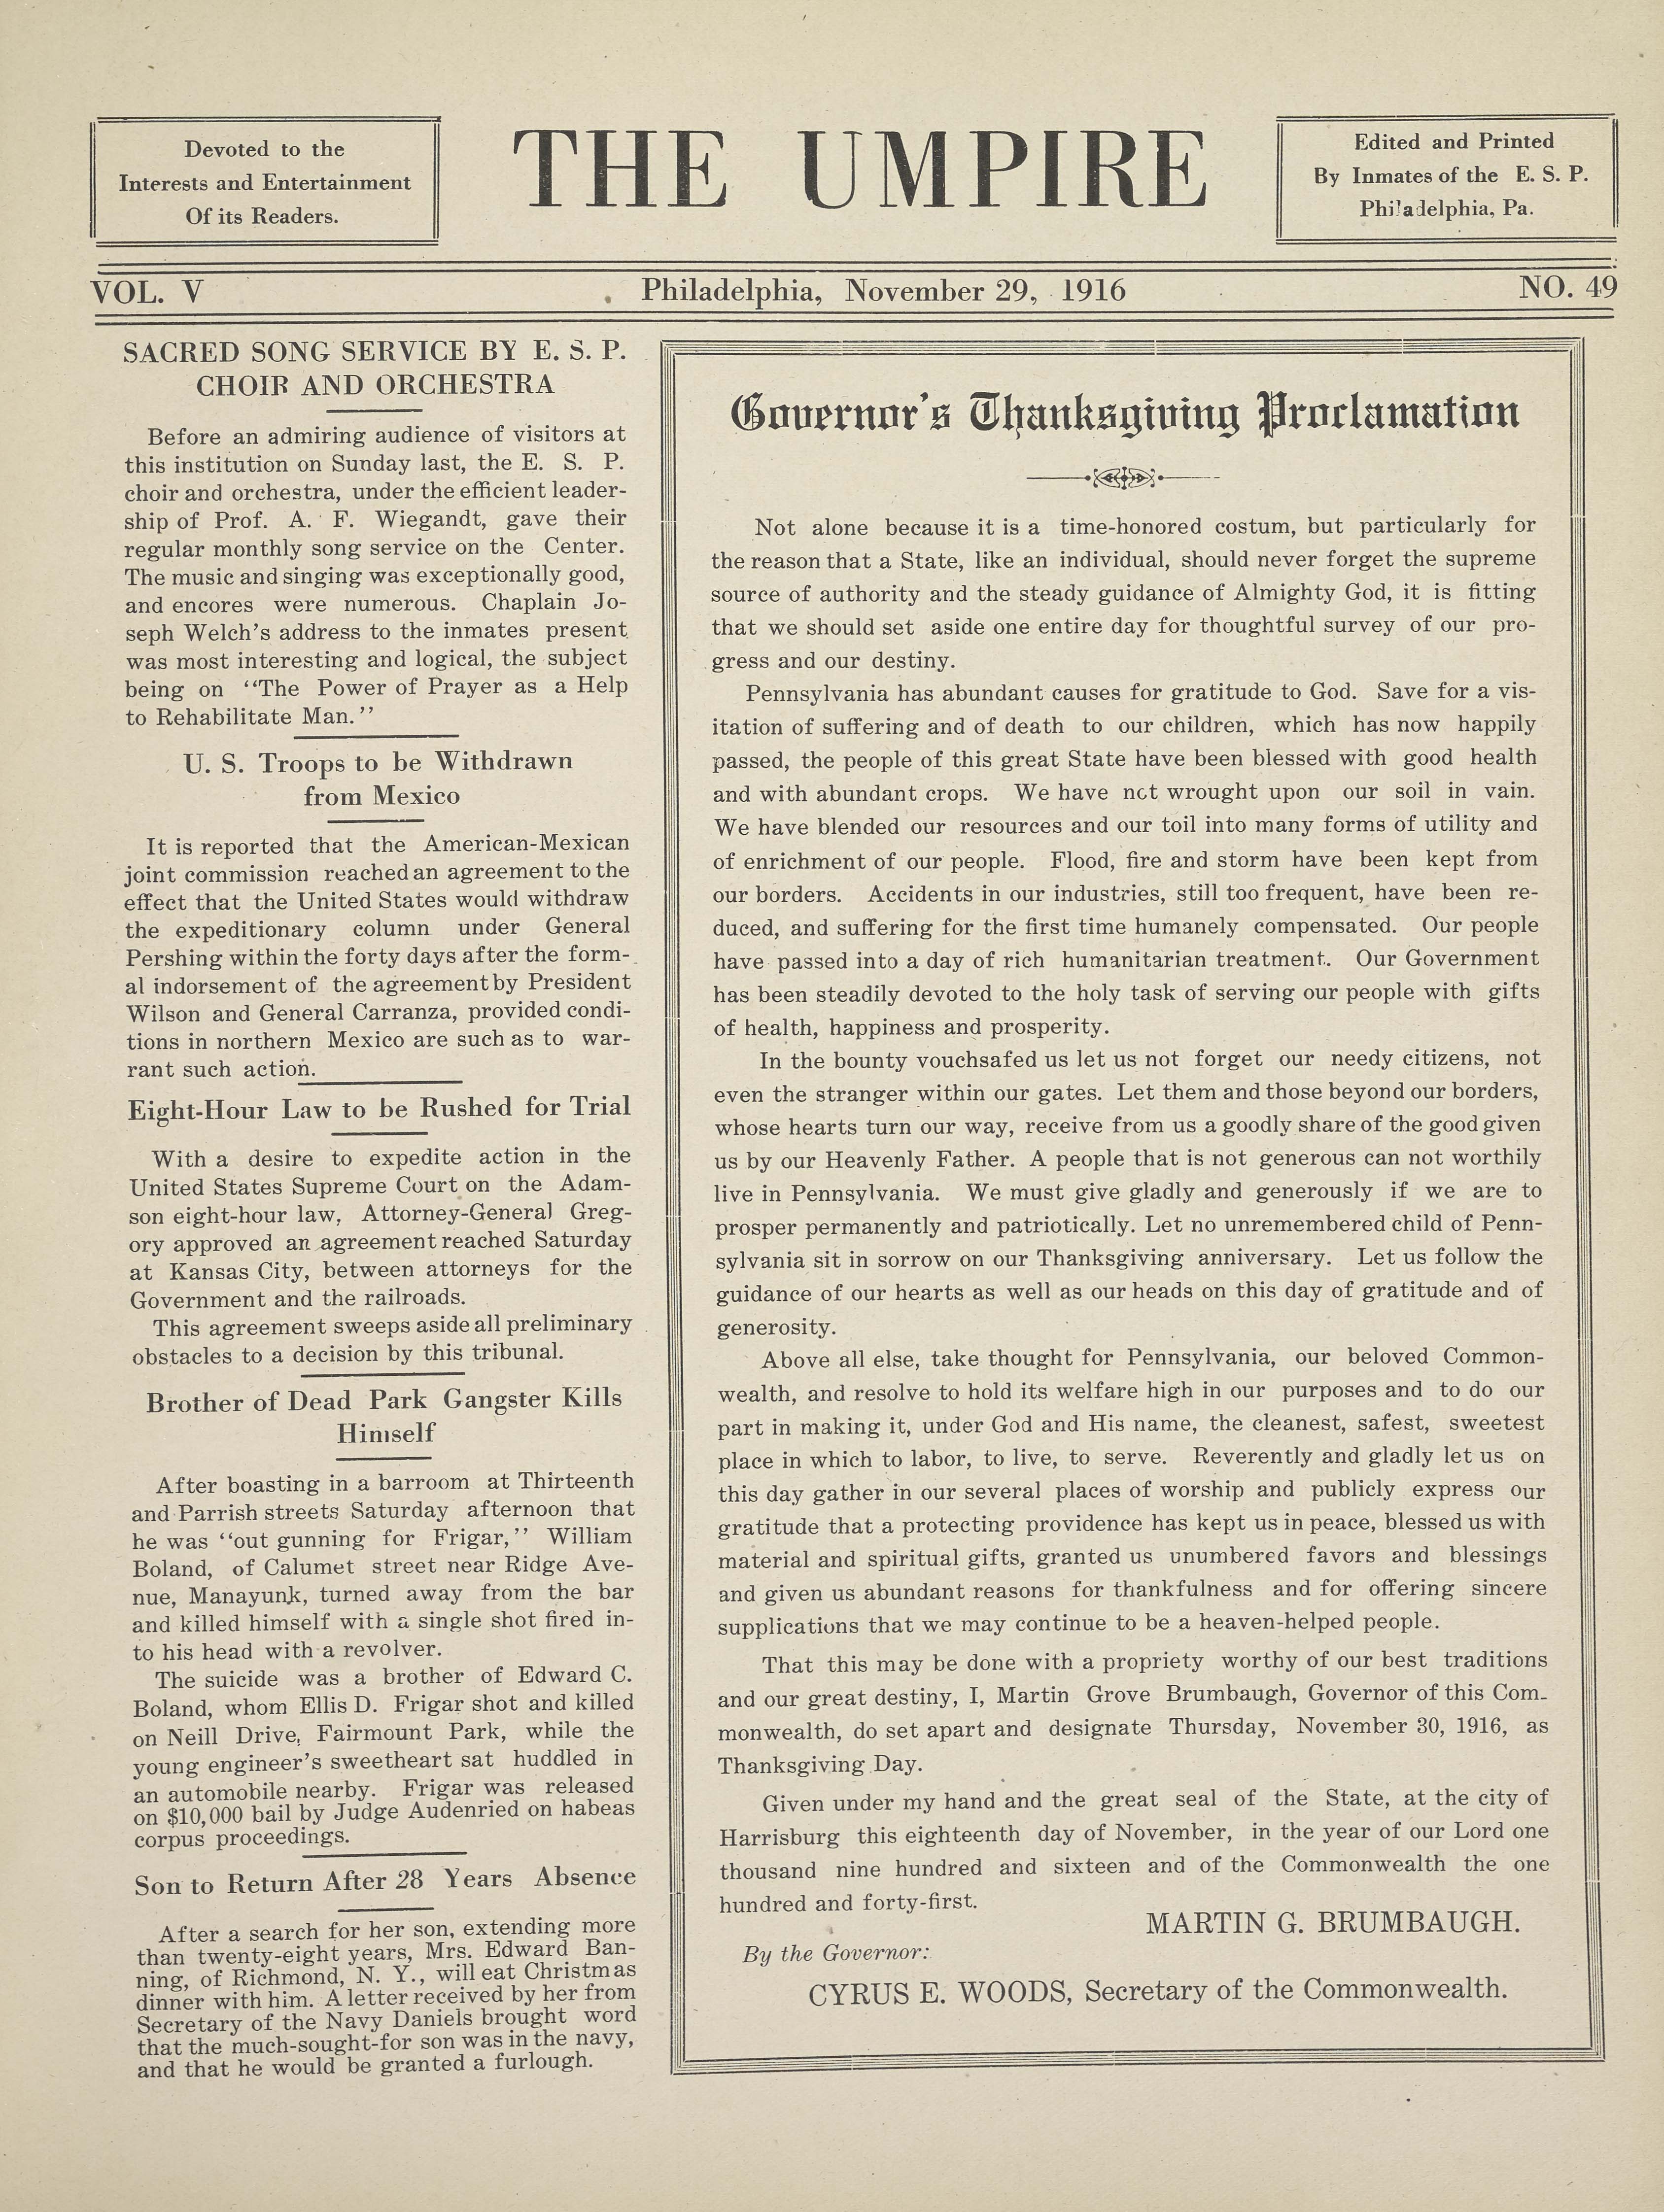 Devoted to the
Interests and Entertainment
Of its Readers.
THE UMPIRE
Edited and Printed
By Inmates of the E. S. P.
Philadelphia, Pa.
VOL. V
Philadelphia, November 29, 1916
NO. 49
SACRED SONG SERVICE BY E. S. P.
CHOIR AND ORCHESTRA
Before an admiring audience of visitors at
this institution on Sunday last, the E. S. P.
choir and orchestra, under the efficient leader-
ship of Prof. A. F. Wiegandt, gave their
regular monthly song service on the Center.
The music and singing was exceptionally good,
and encores were numerous. Chaplain Jo-
seph Welch's address to the inmates present
was most interesting and logical, the subject
being on ‘‘The Power of Prayer as a Help
to Rehabilitate Man.’’
U. S. Troops to be Withdrawn
from Mexico
It is reported that the American-Mexican
joint commission reached an agreement to the
effect that the United States would withdraw
the expeditionary column under General
Pershing within the forty days after the form-
al indorsement of the agreement by President
Wilson and General Carranza, provided condi-
tions in northern Mexico are such as to war-
rant such action.
Eight-Hour Law to be Rushed for Trial
With a desire to expedite action in the
United States Supreme Court on the Adam-
son eight-hour law, Attorney-General Greg-
ory approved an agreement reached Saturday
at Kansas City, between attorneys for the
Government and the railroads.
This agreement sweeps aside all preliminary
obstacles to a decision by this tribunal.
Brother of Dead Park Gangster Kills
Himself
After boasting in a barroom at Thirteenth
and Parrish streets Saturday afternoon that
he was ‘‘out gunning for Frigar,’’ William
Boland, of Calumet street near Ridge Ave-
nue, Manayunk, turned away from the bar
and killed himself with a single shot fired in-
to his head with a revolver.
The suicide was a brother of Edward C.
Boland, whom Ellis D. Frigar shot and killed
on Neill Drive, Fairmount Park, while the
young engineer's sweetheart sat huddled in
an automobile nearby. Frigar was released
on $10,000 bail by Judge Audenried on habeas
corpus proceedings.
Son to Return After 28 Years Absence
After a search for her son, extending more
than twenty-eight years, Mrs. Edward Ban-
ning, of Richmond, N. Y., will eat Christmas
dinner with him. A letter received by her from
Secretary of the Navy Daniels brought word
that the much-sought-for son was in the navy,
and that he would be granted a furlough.
Governor's Thanksgiving Proclamation
Not alone because it is a time-honored costum, but particularly for
the reason that a State, like an individual, should never forget the supreme
source of authority and the steady guidance of Almighty God, it is fitting
that we should set aside one entire day for thoughtful survey of our pro-
gress and our destiny.
Pennsylvania has abundant causes for gratitude to God. Save for a vis-
itation of suffering and of death to our children, which has now happily
passed, the people of this great State have been blessed with good health
and with abundant crops. We have not wrought upon our soil in vain.
We have blended our resources and our toil into many forms of utility and
of enrichment of our people. Flood, fire and storm have been kept from
our borders. Accidents in our industries, still too frequent, have been re-
duced, and suffering for the first time humanely compensated. Our people
have passed into a day of rich humanitarian treatment. Our Government
has been steadily devoted to the holy task of serving our people with gifts
of health, happiness and prosperity.
In the bounty vouchsafed us let us not forget our needy citizens, not
even the stranger within our gates. Let them and those beyond our borders,
whose hearts turn our way, receive from us a goodly share of the good given
us by our Heavenly Father. A people that is not generous can not worthily
live in Pennsylvania. We must give gladly and generously if we are to
prosper permanently and patriotically. Let no unremembered child of Penn-
sylvania sit in sorrow on our Thanksgiving anniversary. Let us follow the
guidance of our hearts as well as our heads on this day of gratitude and of
generosity.
Above all else, take thought for Pennsylvania, our beloved Common-
wealth, and resolve to hold its welfare high in our purposes and to do our
part in making it, under God and His name, the cleanest, safest, sweetest
place in which to labor, to live, to serve. Reverently and gladly let us on
this day gather in our several places of worship and publicly express our
gratitude that a protecting providence has kept us in peace, blessed us with
material and spiritual gifts, granted us unumbered favors and blessings
and given us abundant reasons for thankfulness and for offering sincere
supplications that we may continue to be a heaven-helped people.
That this may be done with a propriety worthy of our best traditions
and our great destiny, I, Martin Grove Brumbaugh, Governor of this Com-
monwealth, do set apart and designate Thursday, November 30, 1916, as
Thanksgiving Day.
Given under my hand and the great seal of the State, at the city of
Harrisburg this eighteenth day of November, in the year of our Lord one
thousand nine hundred and sixteen and of the Commonwealth the one
hundred and forty-first.
MARTIN G. BRUMBAUGH.
By the Governor:
CYRUS E. WOODS, Secretary of the Commonwealth.